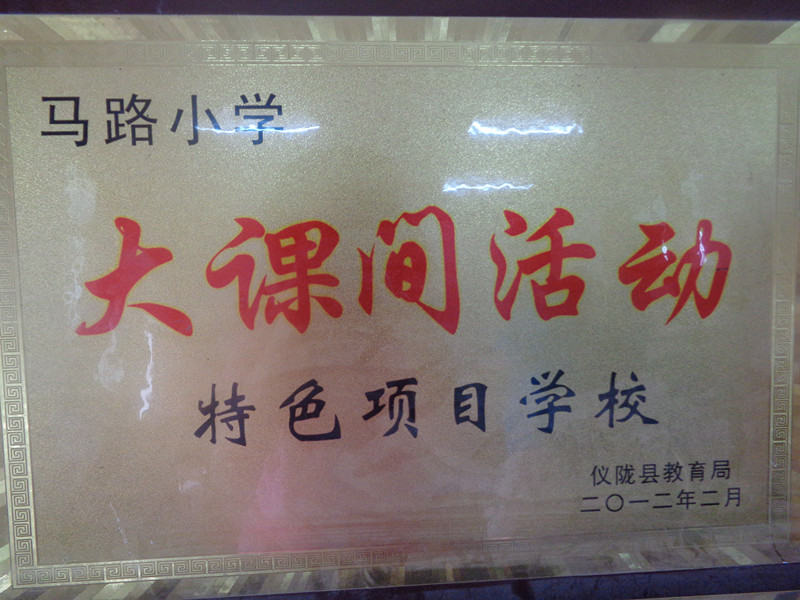 马路小学
大课间活动
特色项目学校
仪陇县教育局
二〇一二年二月